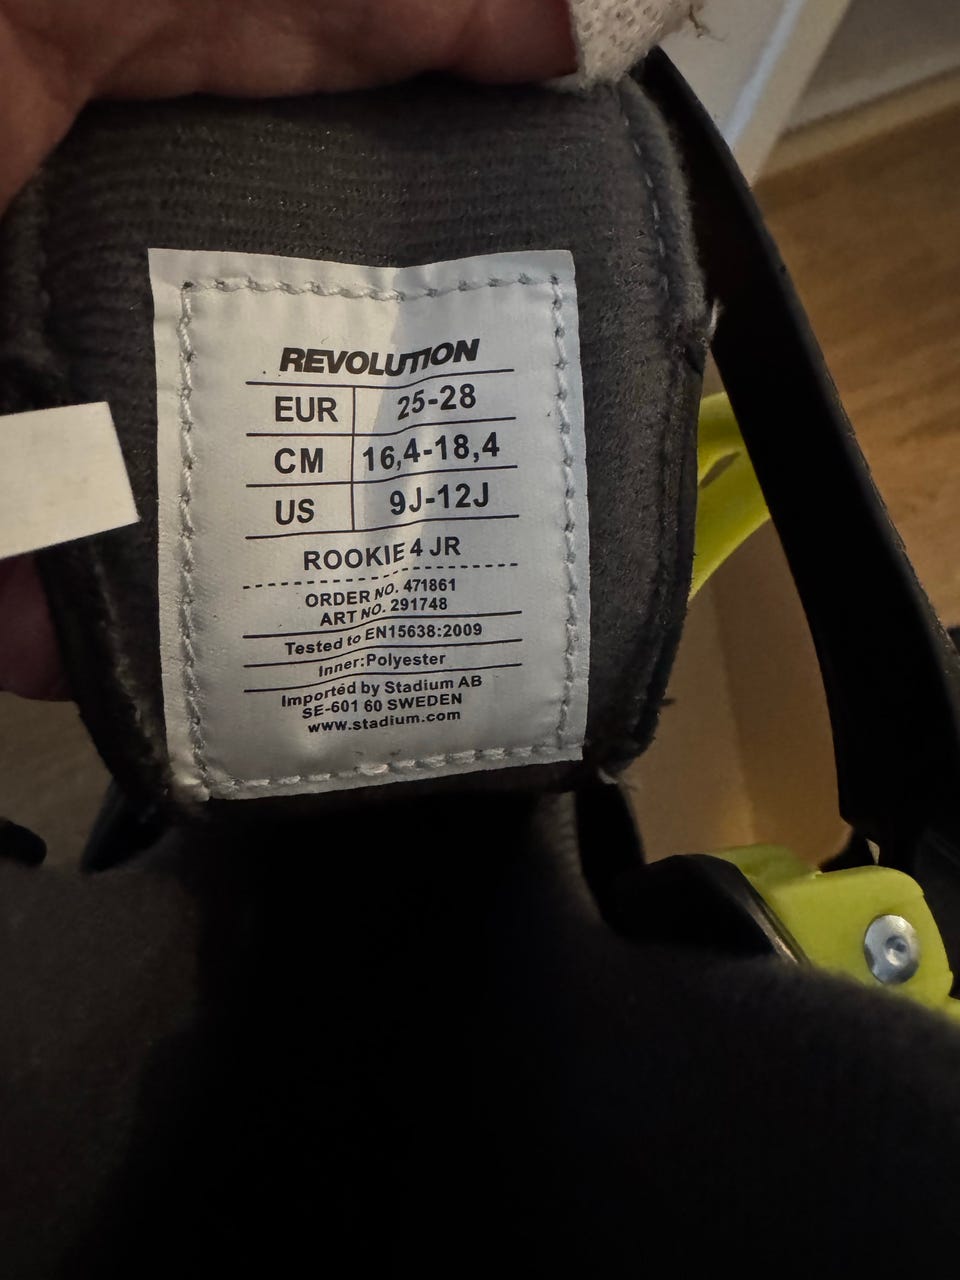 REVOLUTION
EUR 25-28
CM 16,4-18,4
US 9J-12J
ROOKIE 4 JR
ORDER NO. 471861
ART NO. 291748
Tested to EN15638:2009
Inner:Polyester
Imported by Stadium AB
SE-601 60 SWEDEN
www.stadium.com